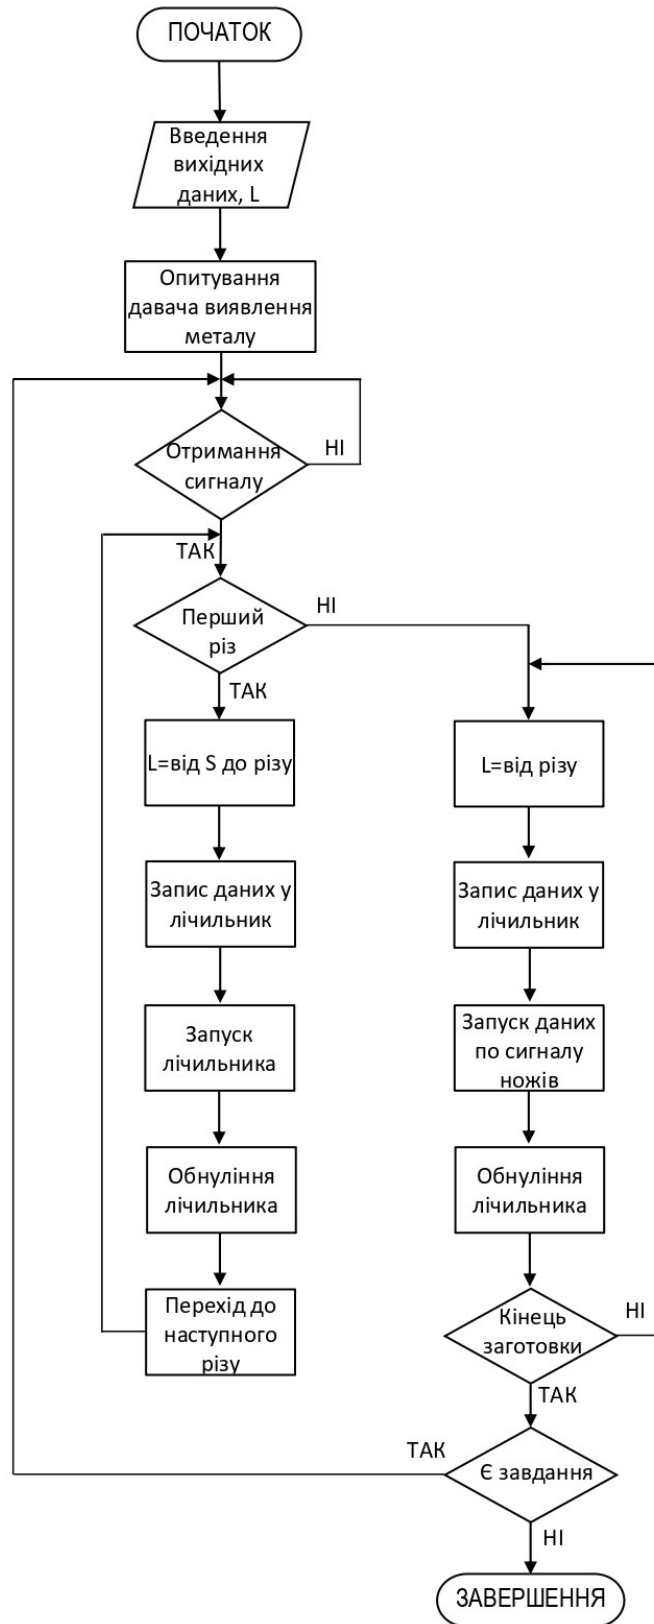 ПОЧАТОК
Введення
вихідних
даних, L
Опитування
давача виявлення
металу
Отримання
сигналу
НІ
ТАК
Перший
різ
НІ
ТАК
L=від S до різу
Запис даних у
лічильник
Запуск
лічильника
Обнуління
лічильника
Перехід до
наступного
різу
L=від різу
Запис даних у
лічильник
Запуск даних
по сигналу
ножів
Обнуління
лічильника
Кінець
заготовки
НІ
ТАК
Є завдання
ТАК
НІ
ЗАВЕРШЕННЯ